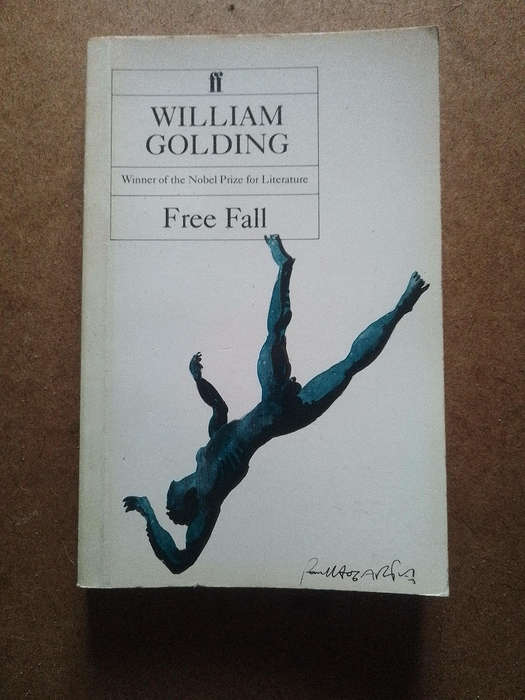 ff
WILLIAM
GOLDING
Winner of the Nobel Prize for Literature
Free Fall